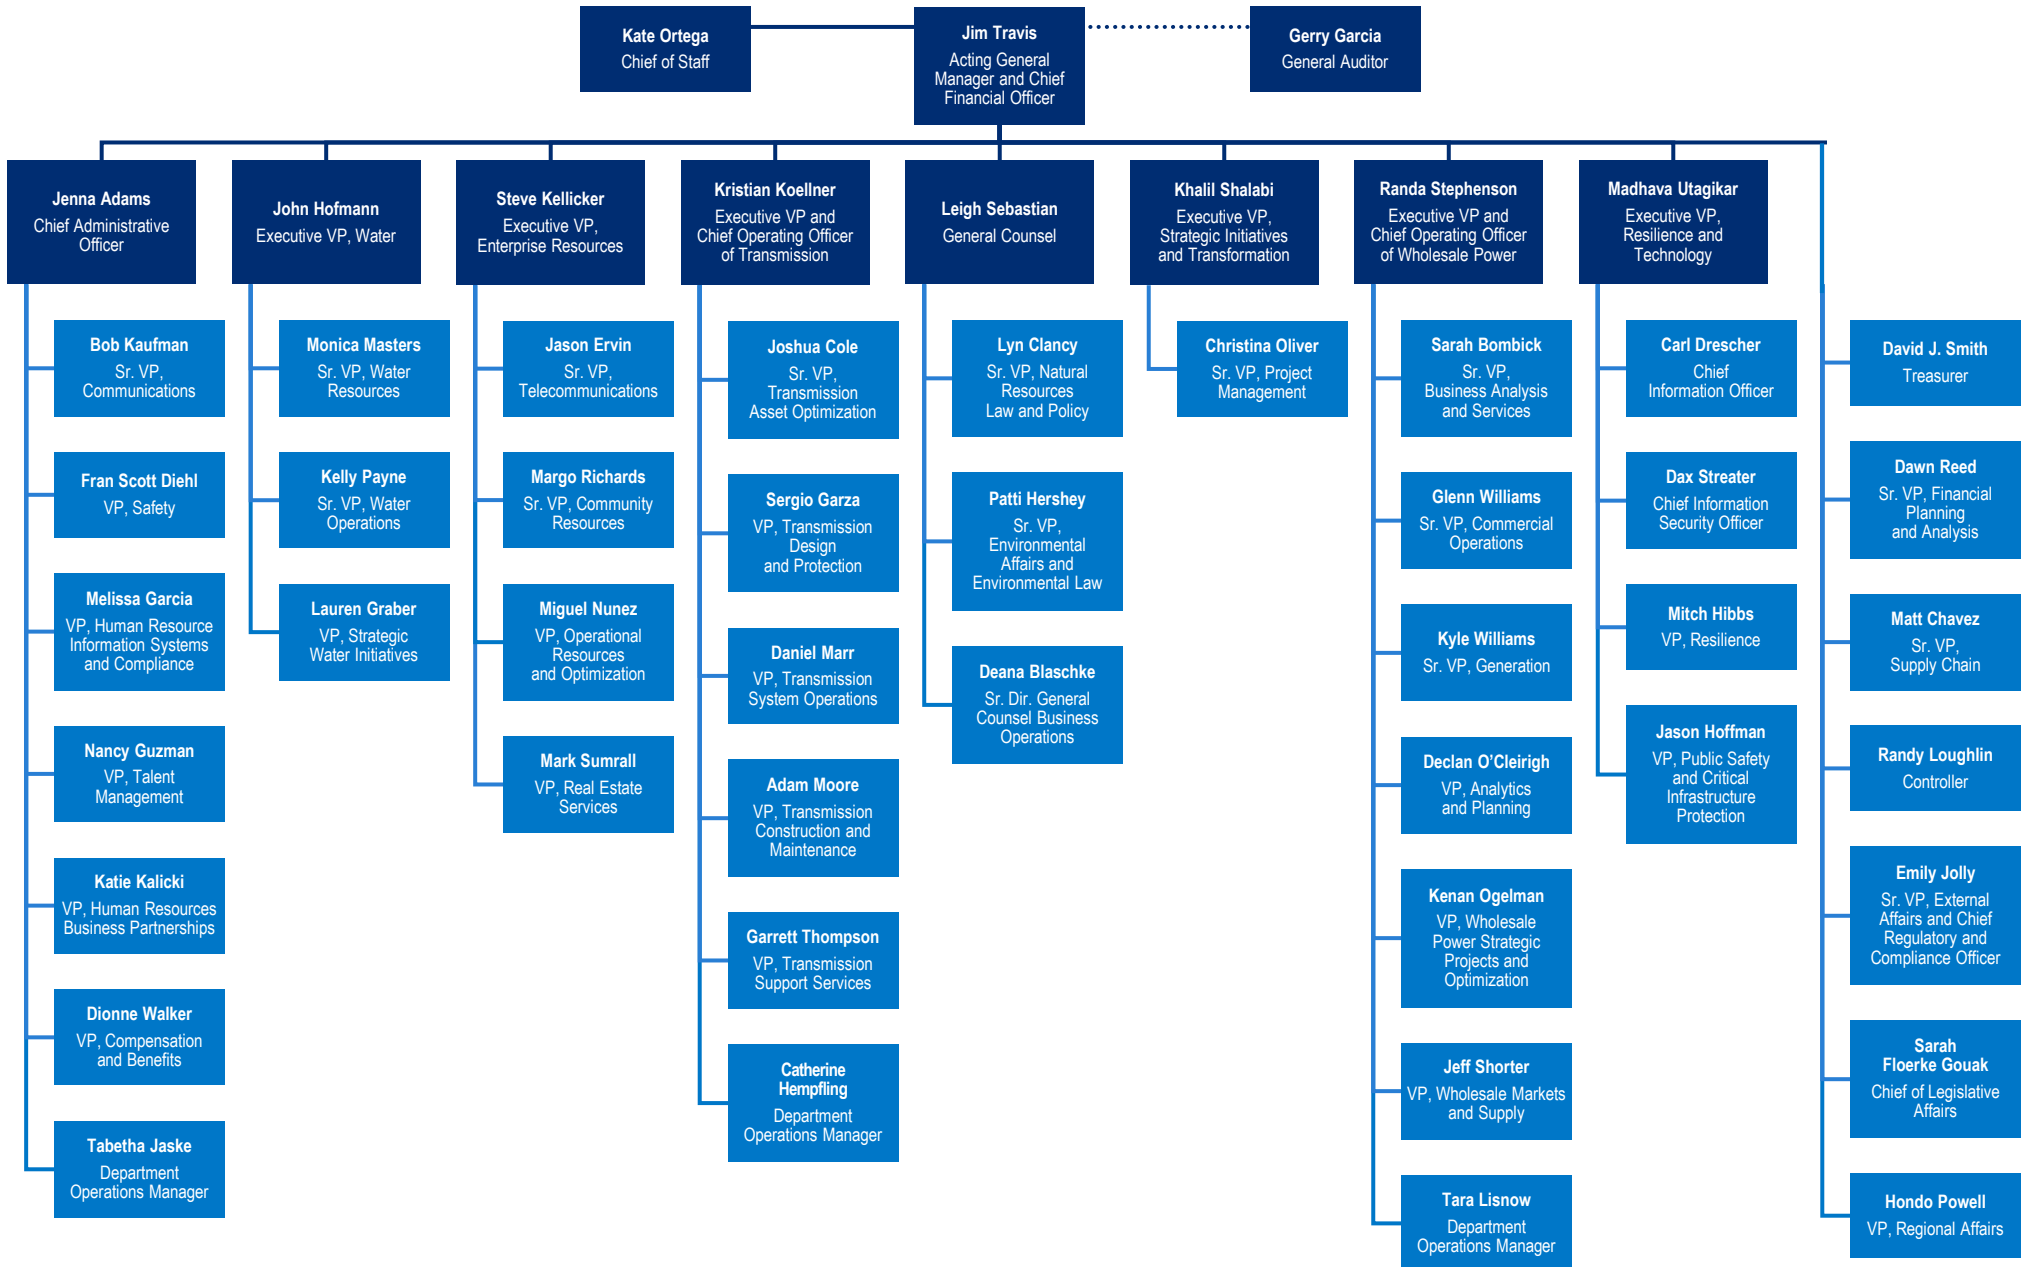 Kate Ortega
Chief of Staff
Jim Travis
Acting General
Manager and Chief
Financial Officer
Gerry Garcia
General Auditor
Jenna Adams
Chief Administrative
Officer
John Hofmann
Executive VP, Water
Steve Kellicker
Executive VP,
Enterprise Resources
Kristian Koellner
Executive VP and
Chief Operating Officer
of Transmission
Leigh Sebastian
General Counsel
Khalil Shalabi
Executive VP,
Strategic Initiatives
and Transformation
Randa Stephenson
Executive VP and
Chief Operating Officer
of Wholesale Power
Madhava Utagikar
Executive VP,
Resilience and
Technology
Bob Kaufman
Sr. VP,
Communications
Fran Scott Diehl
VP, Safety
Melissa Garcia
VP, Human Resource
Information Systems
and Compliance
Nancy Guzman
VP, Talent
Management
Katie Kalicki
VP, Human Resources
Business Partnerships
Dionne Walker
VP, Compensation
and Benefits
Tabetha Jaske
Department
Operations Manager
Monica Masters
Sr. VP, Water
Resources
Kelly Payne
Sr. VP, Water
Operations
Lauren Graber
VP, Strategic
Water Initiatives
Jason Ervin
Sr. VP,
Telecommunications
Margo Richards
Sr. VP, Community
Resources
Miguel Nunez
VP, Operational
Resources
and Optimization
Mark Sumrall
VP, Real Estate
Services
Joshua Cole
Sr. VP,
Transmission
Asset Optimization
Sergio Garza
VP, Transmission
Design
and Protection
Daniel Marr
VP, Transmission
System Operations
Adam Moore
VP, Transmission
Construction and
Maintenance
Garrett Thompson
VP, Transmission
Support Services
Catherine
Hempfling
Department
Operations Manager
Lyn Clancy
Sr. VP, Natural
Resources
Law and Policy
Patti Hershey
Sr. VP,
Environmental
Affairs and
Environmental Law
Deana Blaschke
Sr. Dir. General
Counsel Business
Operations
Christina Oliver
Sr. VP, Project
Management
Sarah Bombick
Sr. VP,
Business Analysis
and Services
Glenn Williams
Sr. VP, Commercial
Operations
Kyle Williams
Sr. VP, Generation
Declan O’Cleirigh
VP, Analytics
and Planning
Kenan Ogelman
VP, Wholesale
Power Strategic
Projects and
Optimization
Jeff Shorter
VP, Wholesale Markets
and Supply
Tara Lisnow
Department
Operations Manager
Carl Drescher
Chief
Information Officer
Dax Streater
Chief Information
Security Officer
Mitch Hibbs
VP, Resilience
Jason Hoffman
VP, Public Safety
and Critical
Infrastructure
Protection
David J. Smith
Treasurer
Dawn Reed
Sr. VP, Financial
Planning
and Analysis
Matt Chavez
Sr. VP,
Supply Chain
Randy Loughlin
Controller
Emily Jolly
Sr. VP, External
Affairs and Chief
Regulatory and
Compliance Officer
Sarah
Floerke Gouak
Chief of Legislative
Affairs
Hondo Powell
VP, Regional Affairs